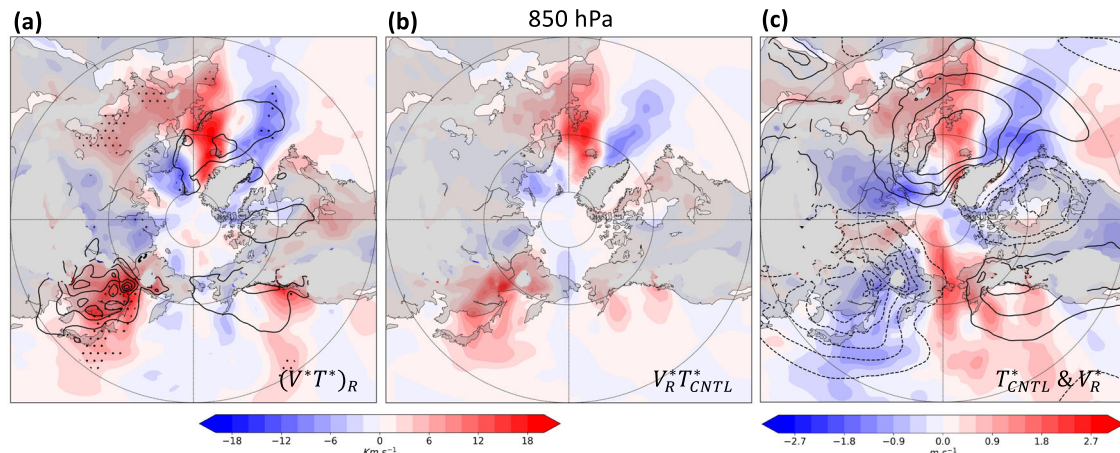 850 hPa
(a)
(b)
(c)
(V*T*)_R
V*_R T*_CNTL
T*_CNTL & V*_R
−18 −12 −6 0 6 12 18
Km s⁻¹
−2.7 −1.8 −0.9 0.0 0.9 1.8 2.7
m s⁻¹